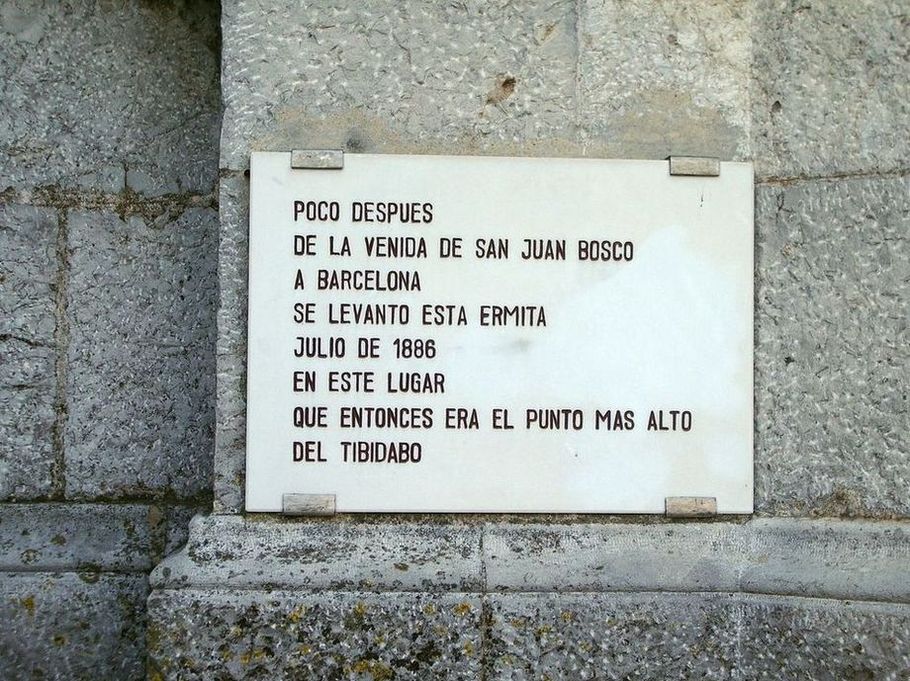 POCO DESPUES
DE LA VENIDA DE SAN JUAN BOSCO
A BARCELONA
SE LEVANTO ESTA ERMITA
JULIO DE 1886
EN ESTE LUGAR
QUE ENTONCES ERA EL PUNTO MAS ALTO
DEL TIBIDABO